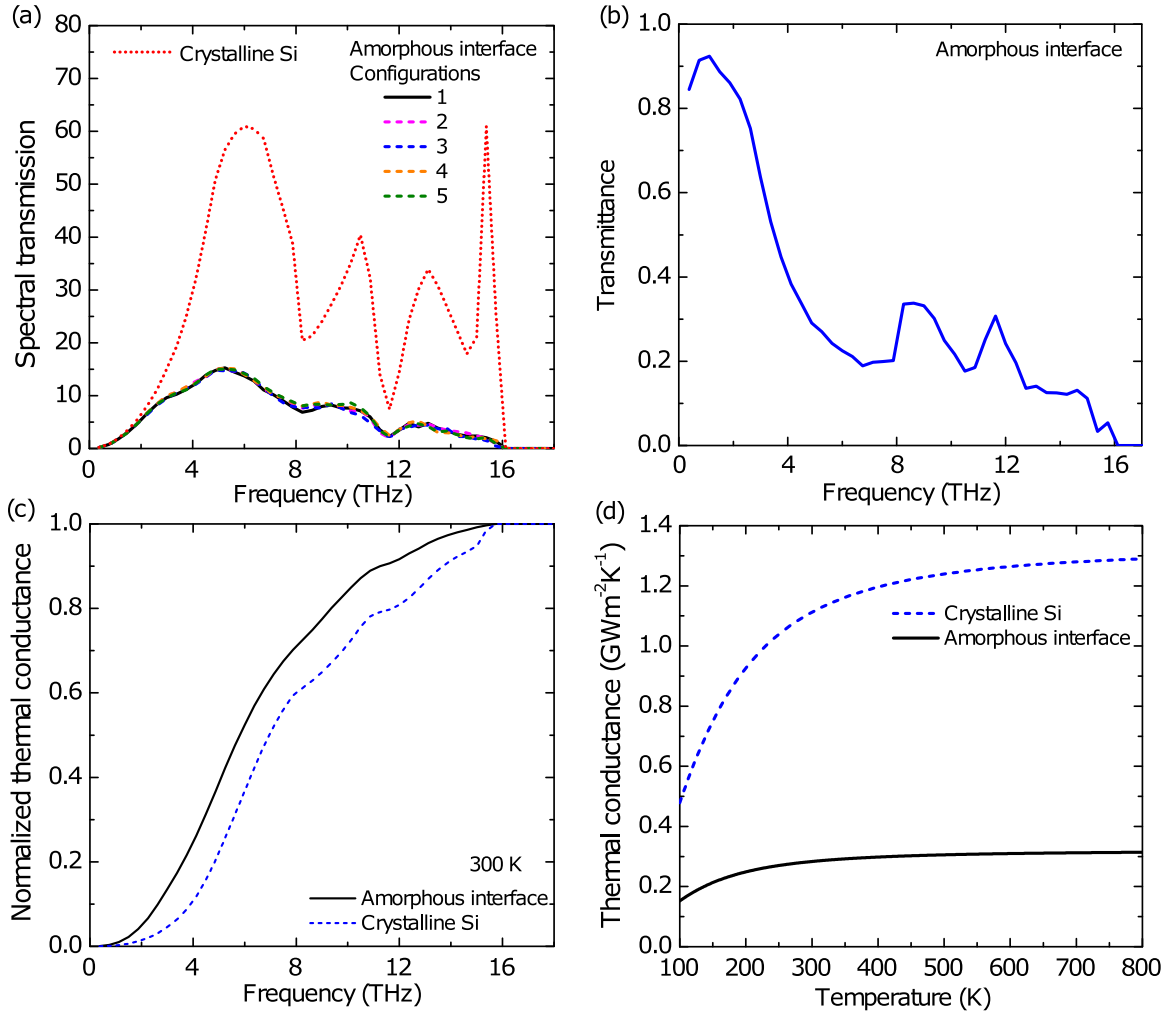 (a)
80
70
60
50
40
30
20
10
0
Spectral transmission
Crystalline Si
Amorphous interface
Configurations
1
2
3
4
5
0 4 8 12 16
Frequency (THz)
(b)
1.0
0.8
0.6
0.4
0.2
0.0
Transmittance
Amorphous interface
0 4 8 12 16
Frequency (THz)
(c)
1.0
0.8
0.6
0.4
0.2
0.0
Normalized thermal conductance
300 K
Amorphous interface
Crystalline Si
0 4 8 12 16
Frequency (THz)
(d)
1.4
1.2
1.0
0.8
0.6
0.4
0.2
0.0
Thermal conductance (GWm⁻²K⁻¹)
Crystalline Si
Amorphous interface
100 200 300 400 500 600 700 800
Temperature (K)